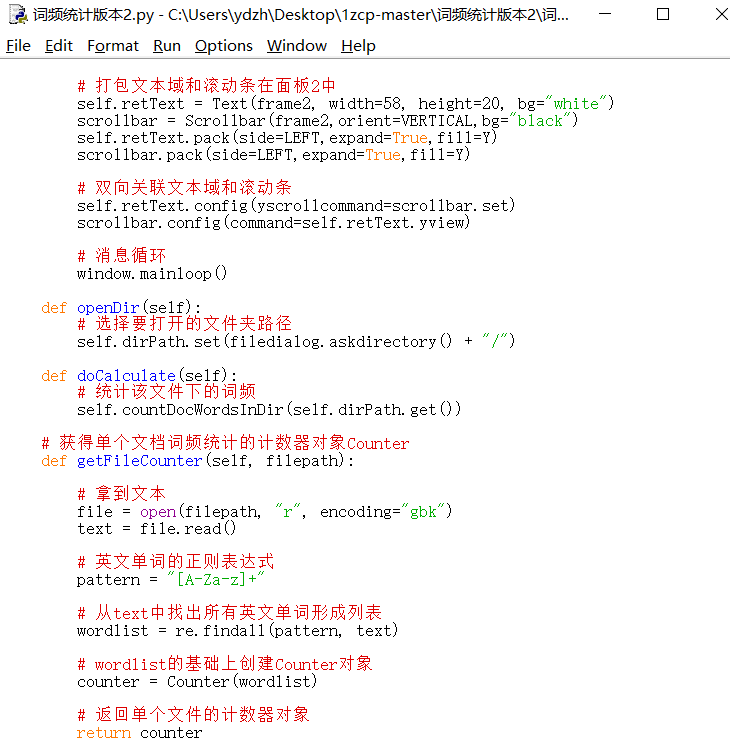 词频统计版本2.py - C:\Users\ydzh\Desktop\1zcp-master\词频统计版本2\词...
File Edit Format Run Options Window Help
# 打包文本域和滚动条在面板2中
self.retText = Text(frame2, width=58, height=20, bg="white")
scrollbar = Scrollbar(frame2,orient=VERTICAL,bg="black")
self.retText.pack(side=LEFT,expand=True,fill=Y)
scrollbar.pack(side=LEFT,expand=True,fill=Y)
# 双向关联文本域和滚动条
self.retText.config(yscrollcommand=scrollbar.set)
scrollbar.config(command=self.retText.yview)
# 消息循环
window.mainloop()
def openDir(self):
# 选择要打开的文件夹路径
self.dirPath.set(filedialog.askdirectory() + "/")
def doCalculate(self):
# 统计该文件下的词频
self.countDocWordsInDir(self.dirPath.get())
# 获得单个文档词频统计的计数器对象Counter
def getFileCounter(self, filepath):
# 拿到文本
file = open(filepath, "r", encoding="gbk")
text = file.read()
# 英文单词的正则表达式
pattern = "[A-Za-z]+"
# 从text中找出所有英文单词形成列表
wordlist = re.findall(pattern, text)
# wordlist的基础上创建Counter对象
counter = Counter(wordlist)
# 返回单个文件的计数器对象
return counter